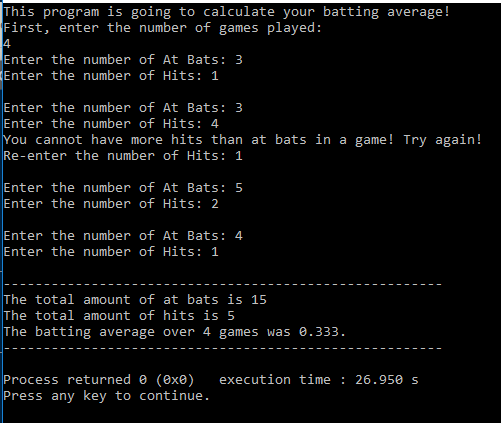 This program is going to calculate your batting average!
First, enter the number of games played:
4
Enter the number of At Bats: 3
Enter the number of Hits: 1
Enter the number of At Bats: 3
Enter the number of Hits: 4
You cannot have more hits than at bats in a game! Try again!
Re-enter the number of Hits: 1
Enter the number of At Bats: 5
Enter the number of Hits: 2
Enter the number of At Bats: 4
Enter the number of Hits: 1
-------------------------------------------------------
The total amount of at bats is 15
The total amount of hits is 5
The batting average over 4 games was 0.333.
-------------------------------------------------------
Process returned 0 (0x0)   execution time : 26.950 s
Press any key to continue.